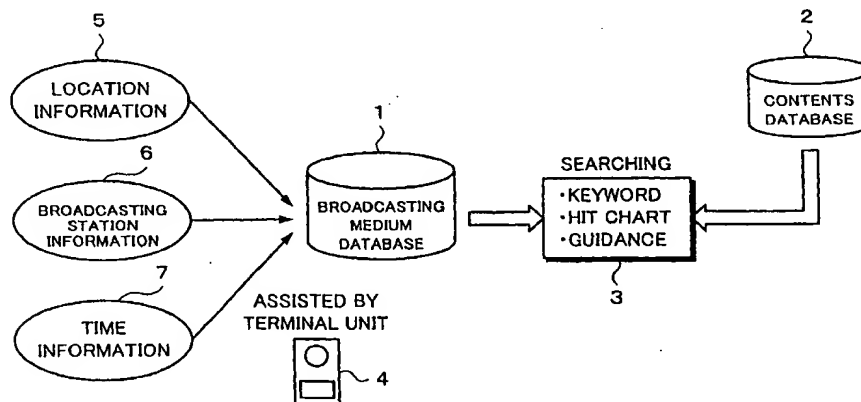 5
LOCATION
INFORMATION
6
BROADCASTING
STATION
INFORMATION
7
TIME
INFORMATION
1
BROADCASTING
MEDIUM
DATABASE
ASSISTED BY
TERMINAL UNIT
4
SEARCHING
・KEYWORD
・HIT CHART
・GUIDANCE
3
2
CONTENTS
DATABASE